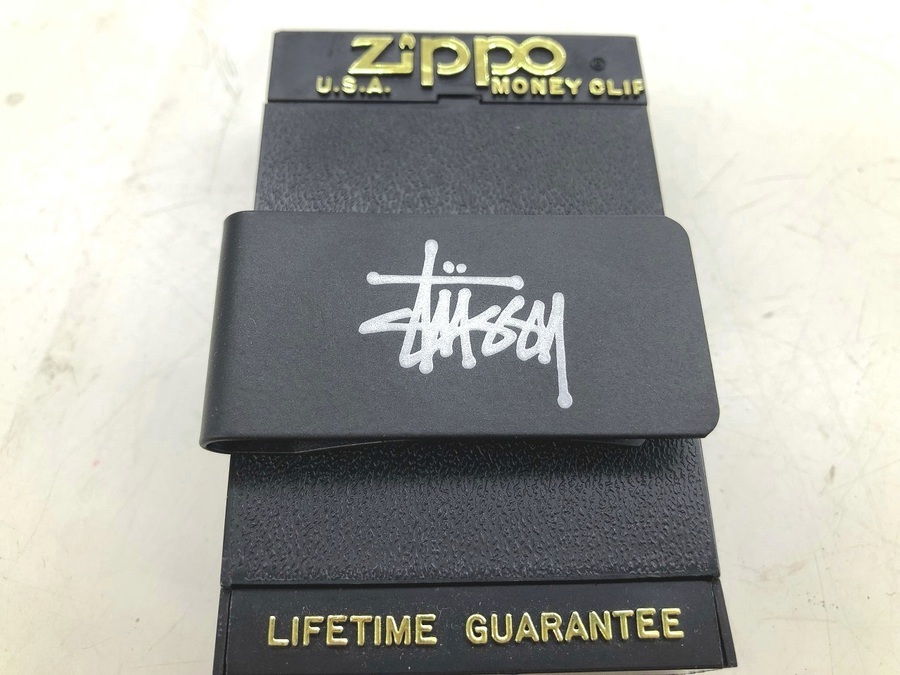 zippo
U.S.A. MONEY CLIP
stüssy
LIFETIME GUARANTEE